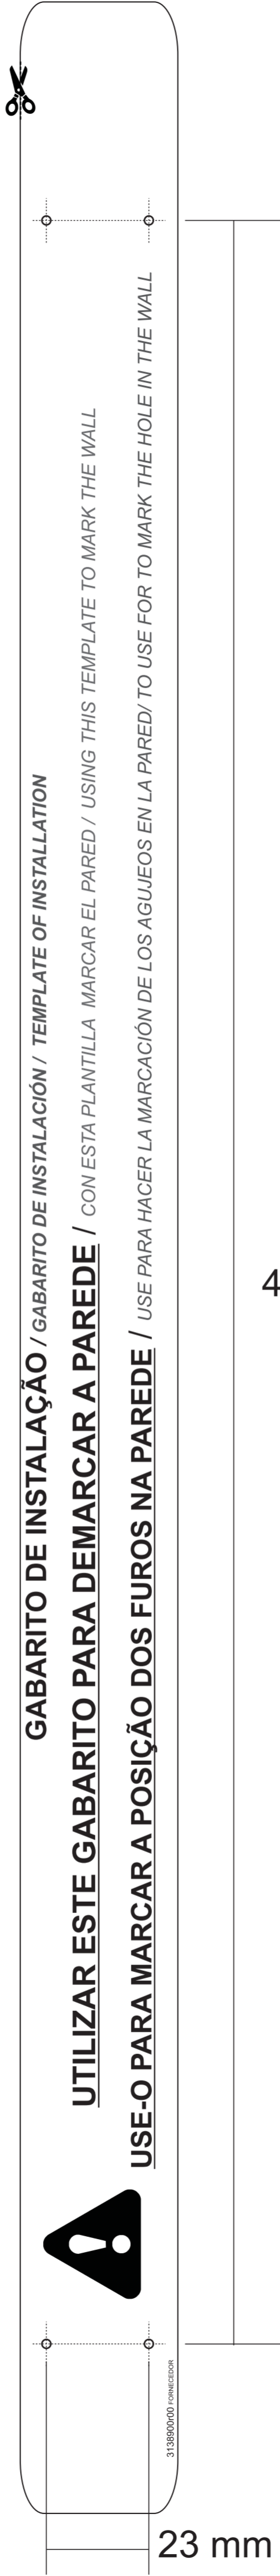 GABARITO DE INSTALAÇÃO / GABARITO DE INSTALACIÓN / TEMPLATE OF INSTALLATION
UTILIZAR ESTE GABARITO PARA DEMARCAR A PAREDE / CON ESTA PLANTILLA MARCAR EL PARED / USING THIS TEMPLATE TO MARK THE WALL
USE-O PARA MARCAR A POSIÇÃO DOS FUROS NA PAREDE / USE PARA HACER LA MARCACIÓN DE LOS AGUJEOS EN LA PARED/ TO USE FOR TO MARK THE HOLE IN THE WALL
3138900r00 FORNECEDOR
4
23 mm